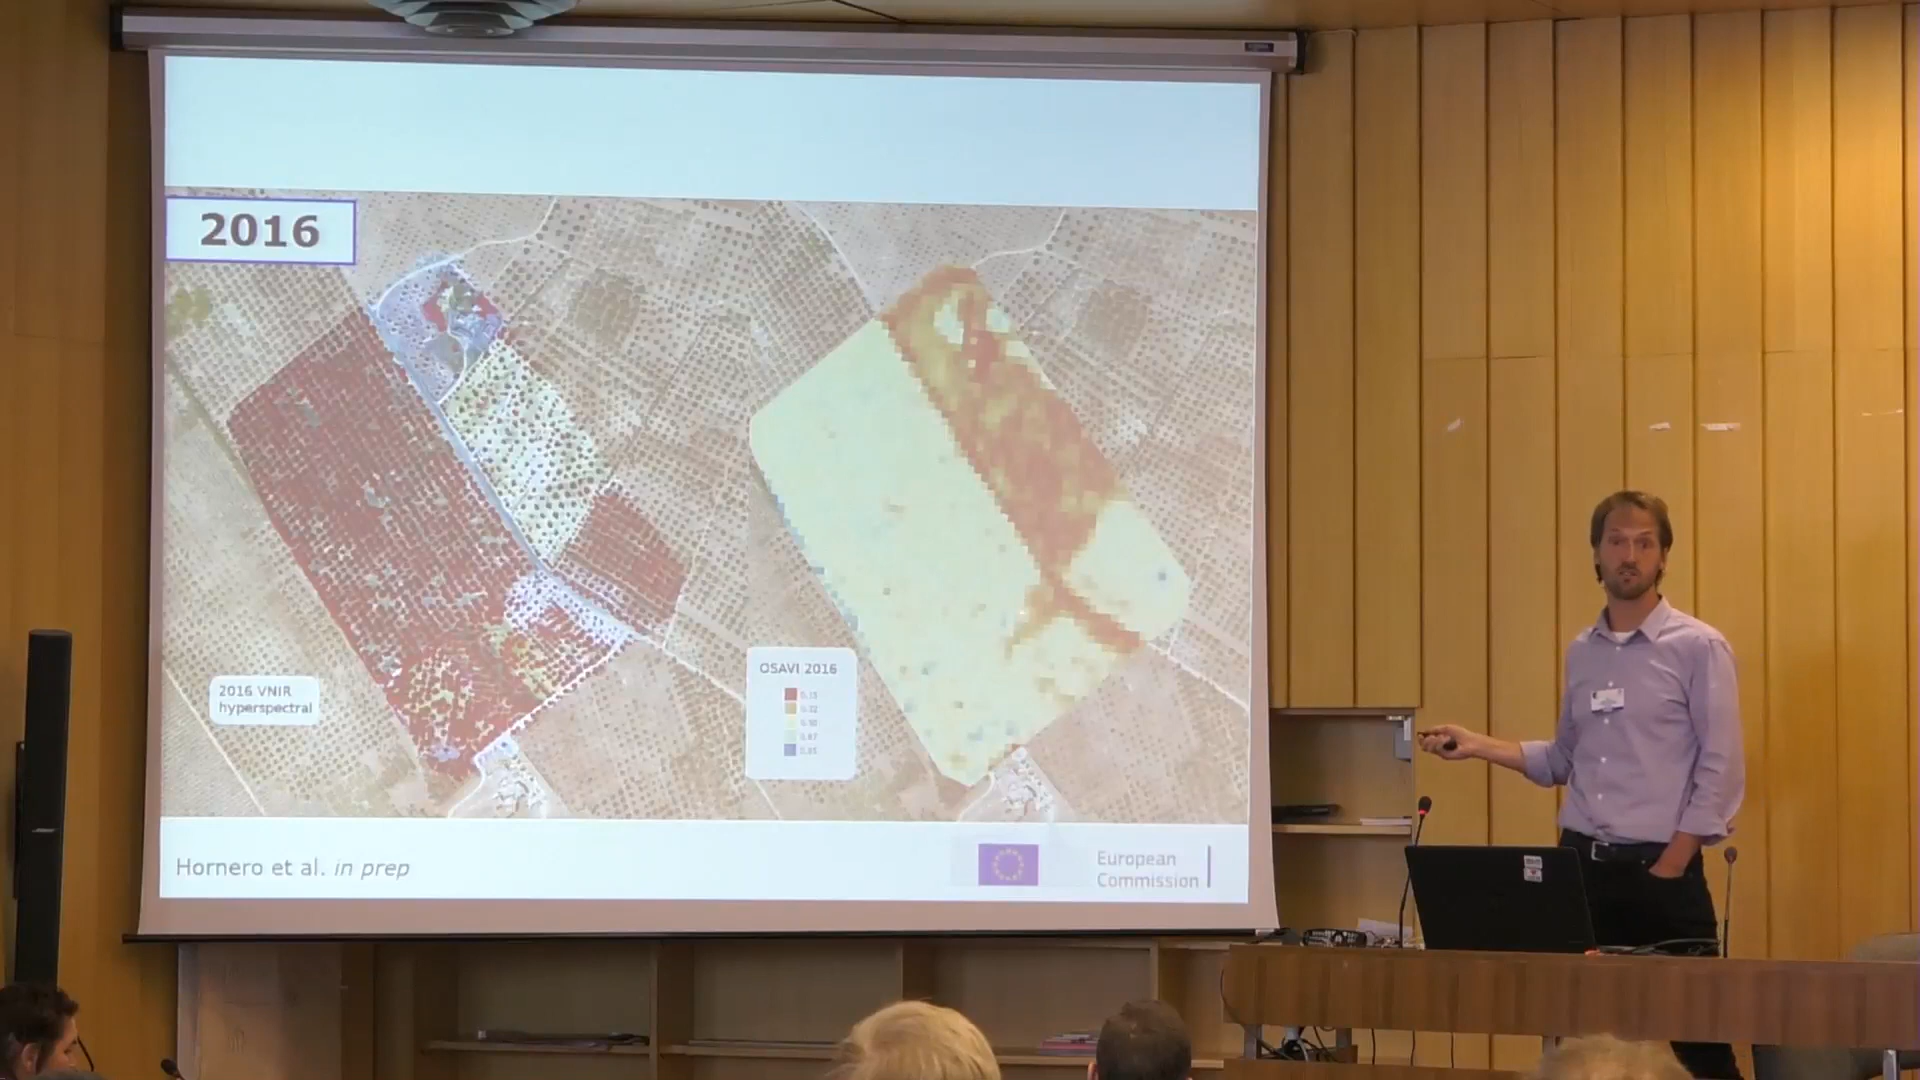 2016
2016 VNIR
hyperspectral
OSAVI 2016
Hornero et al. in prep
European
Commission